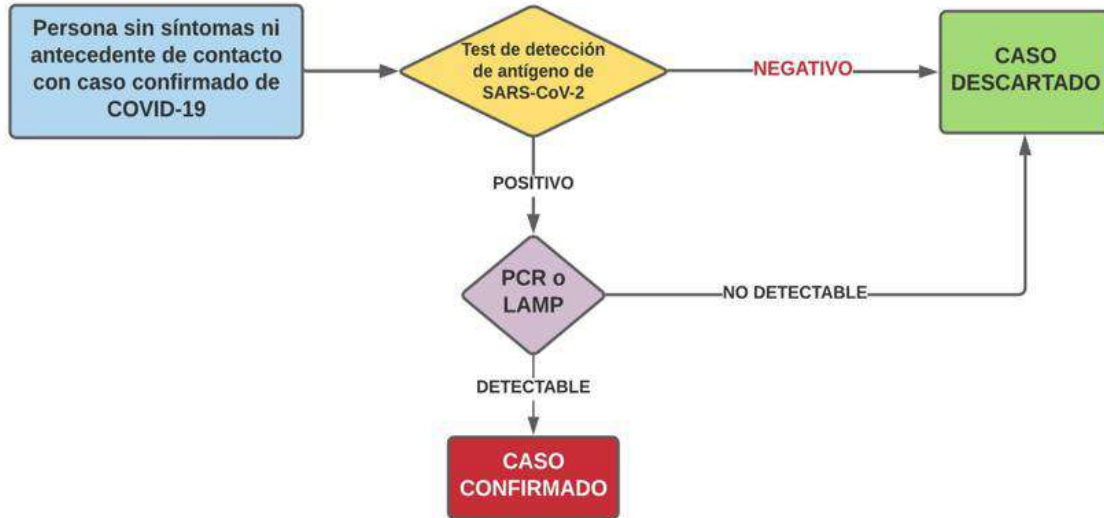 Persona sin síntomas ni
antecedente de contacto
con caso confirmado de
COVID-19
Test de detección
de antígeno de
SARS-CoV-2
NEGATIVO
CASO
DESCARTADO
POSITIVO
PCR o
LAMP
NO DETECTABLE
DETECTABLE
CASO
CONFIRMADO